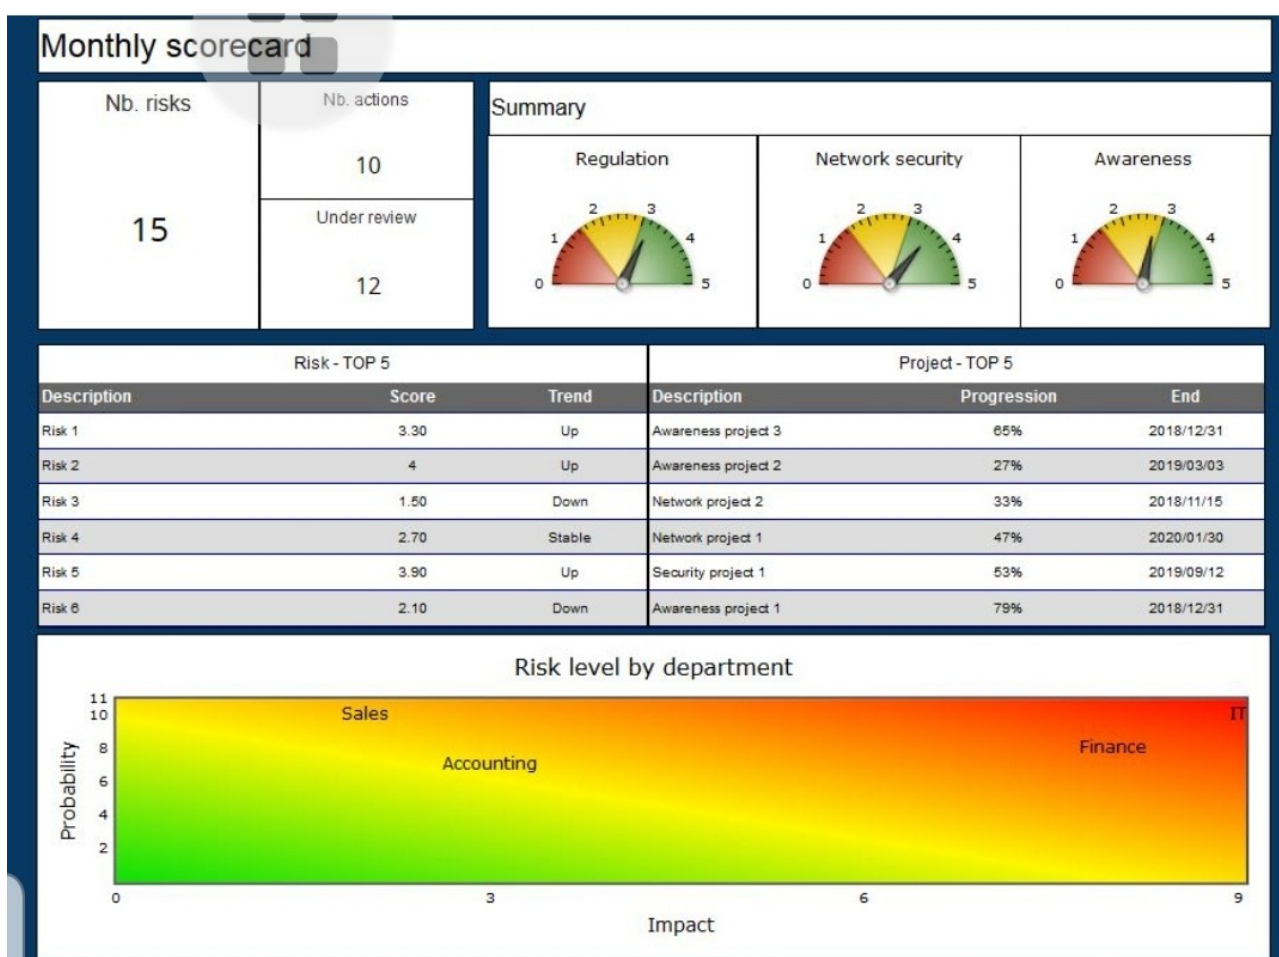 Monthly scorecard
Nb. risks
15
Nb. actions
10
Under review
12
Summary
Regulation
0 1 2 3 4 5
Network security
0 1 2 3 4 5
Awareness
0 1 2 3 4 5
Risk - TOP 5
Description Score Trend
Risk 1 3.30 Up
Risk 2 4 Up
Risk 3 1.50 Down
Risk 4 2.70 Stable
Risk 5 3.90 Up
Risk 6 2.10 Down
Project - TOP 5
Description Progression End
Awareness project 3 65% 2018/12/31
Awareness project 2 27% 2019/03/03
Network project 2 33% 2018/11/15
Network project 1 47% 2020/01/30
Security project 1 53% 2019/09/12
Awareness project 1 79% 2018/12/31
Risk level by department
Probability
11
10
8
6
4
2
Sales
IT
Finance
Accounting
0 3 6 9
Impact